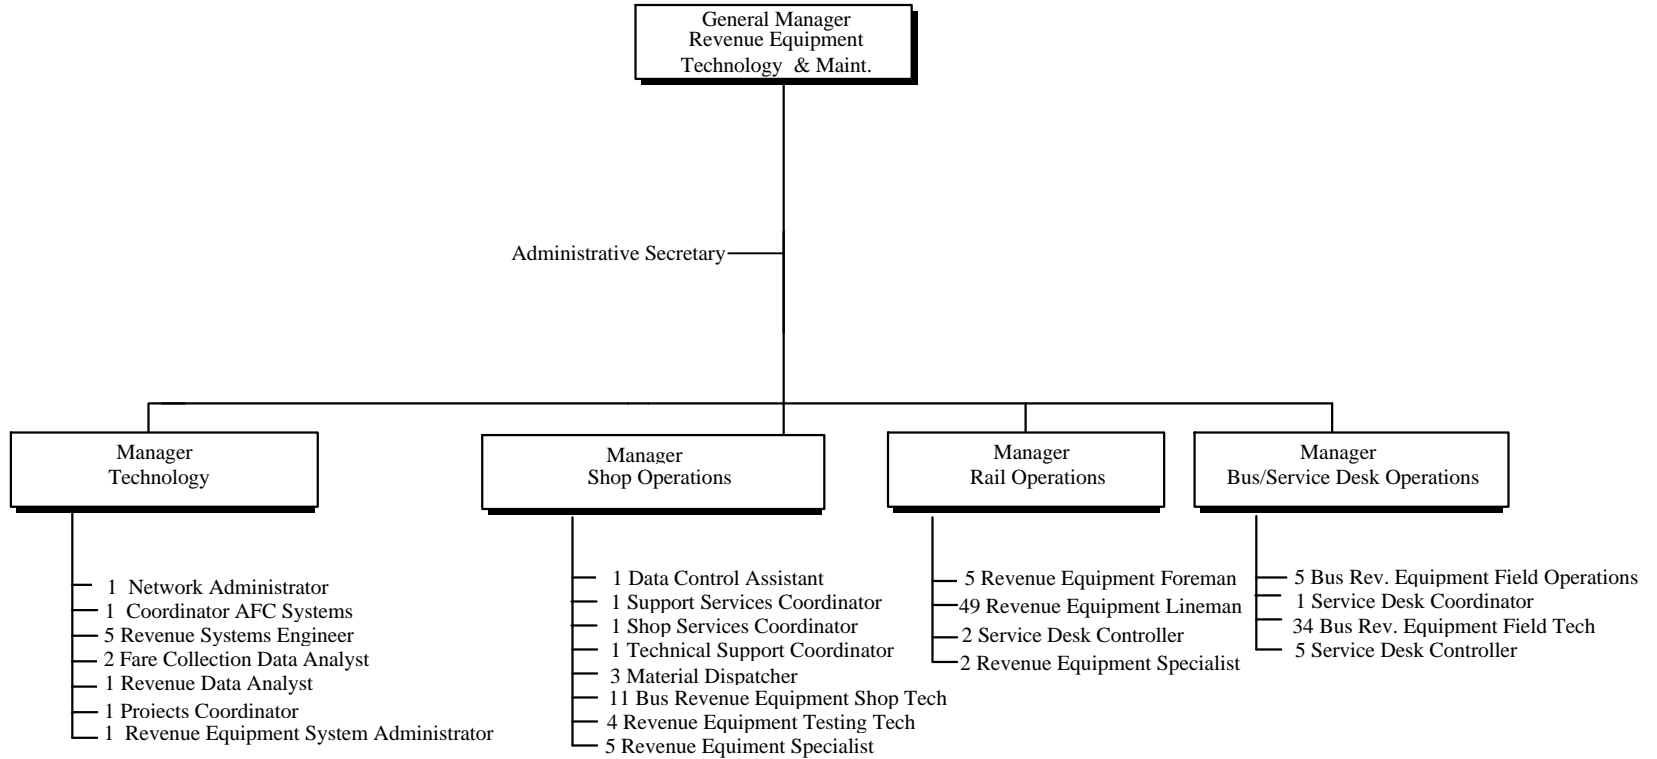 General Manager
Revenue Equipment
Technology & Maint.
Administrative Secretary
Manager
Technology
Manager
Shop Operations
Manager
Rail Operations
Manager
Bus/Service Desk Operations
1 Network Administrator
1 Coordinator AFC Systems
5 Revenue Systems Engineer
2 Fare Collection Data Analyst
1 Revenue Data Analyst
1 Projects Coordinator
1 Revenue Equipment System Administrator
1 Data Control Assistant
1 Support Services Coordinator
1 Shop Services Coordinator
1 Technical Support Coordinator
3 Material Dispatcher
11 Bus Revenue Equipment Shop Tech
4 Revenue Equipment Testing Tech
5 Revenue Equiment Specialist
5 Revenue Equipment Foreman
49 Revenue Equipment Lineman
2 Service Desk Controller
2 Revenue Equipment Specialist
5 Bus Rev. Equipment Field Operations
1 Service Desk Coordinator
34 Bus Rev. Equipment Field Tech
5 Service Desk Controller